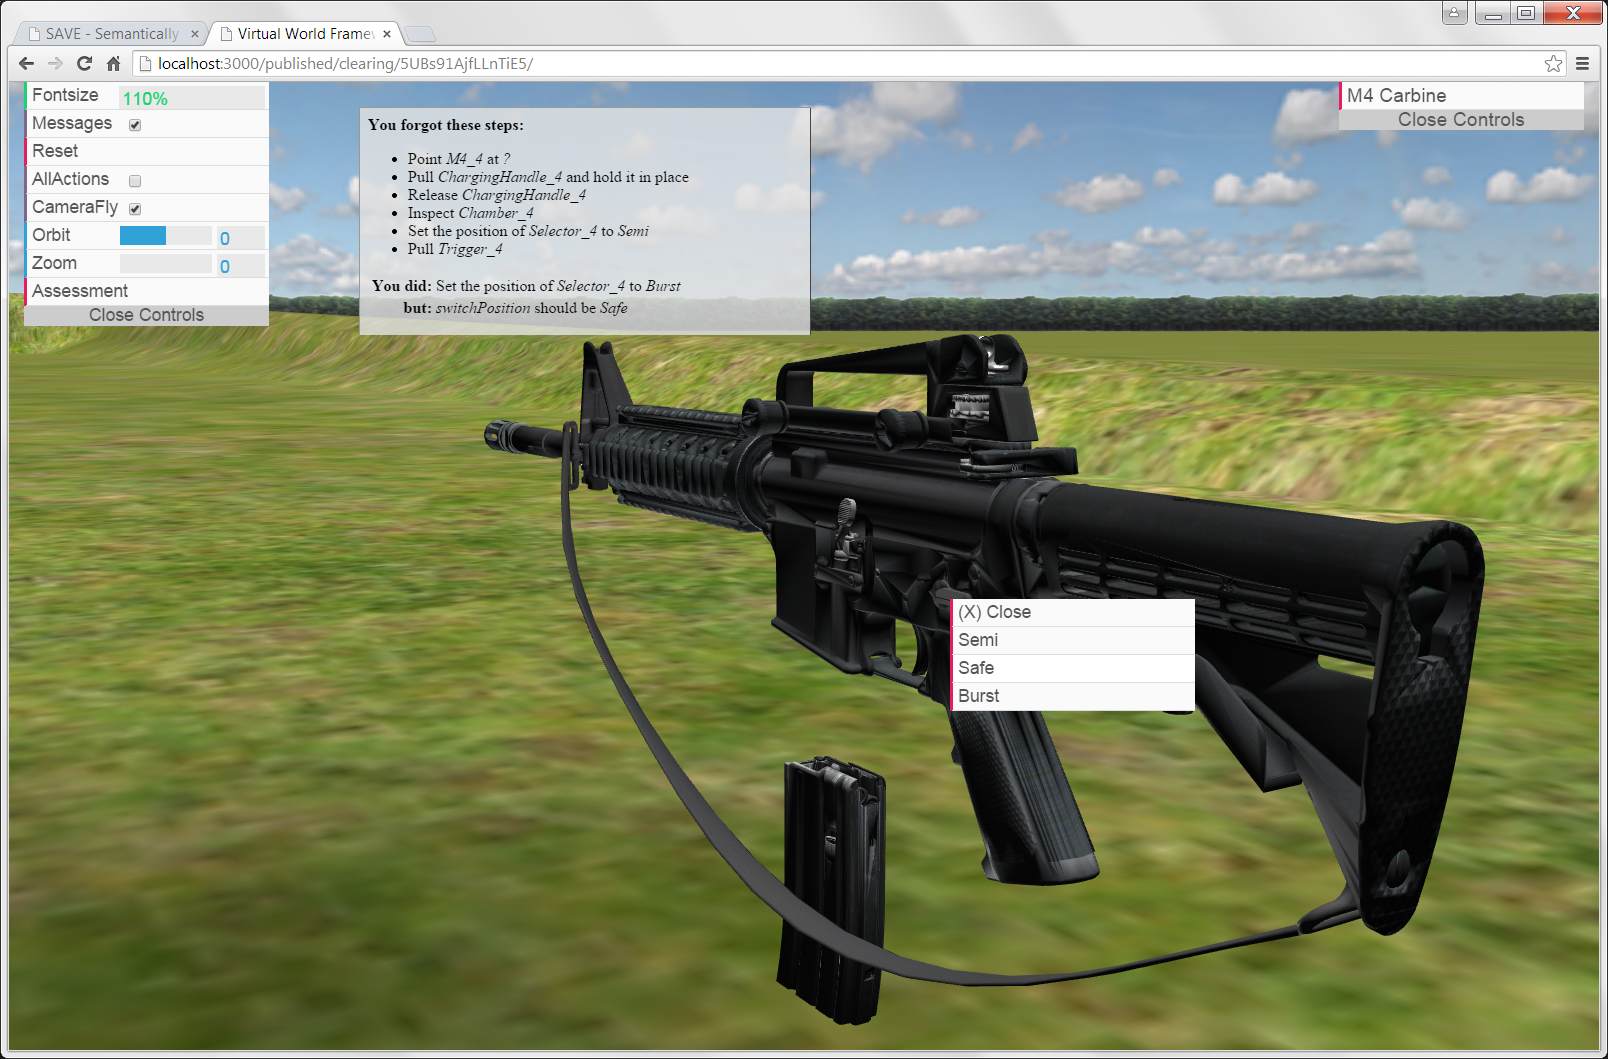 SAVE - Semantically
Virtual World Framew
localhost:3000/published/clearing/5UBs91AjfLLnTiE5/
Fontsize 110%
Messages
Reset
AllActions
CameraFly
Orbit 0
Zoom 0
Assessment
Close Controls
You forgot these steps:
Point M4_4 at ?
Pull ChargingHandle_4 and hold it in place
Release ChargingHandle_4
Inspect Chamber_4
Set the position of Selector_4 to Semi
Pull Trigger_4
You did: Set the position of Selector_4 to Burst
but: switchPosition should be Safe
M4 Carbine
Close Controls
(X) Close
Semi
Safe
Burst